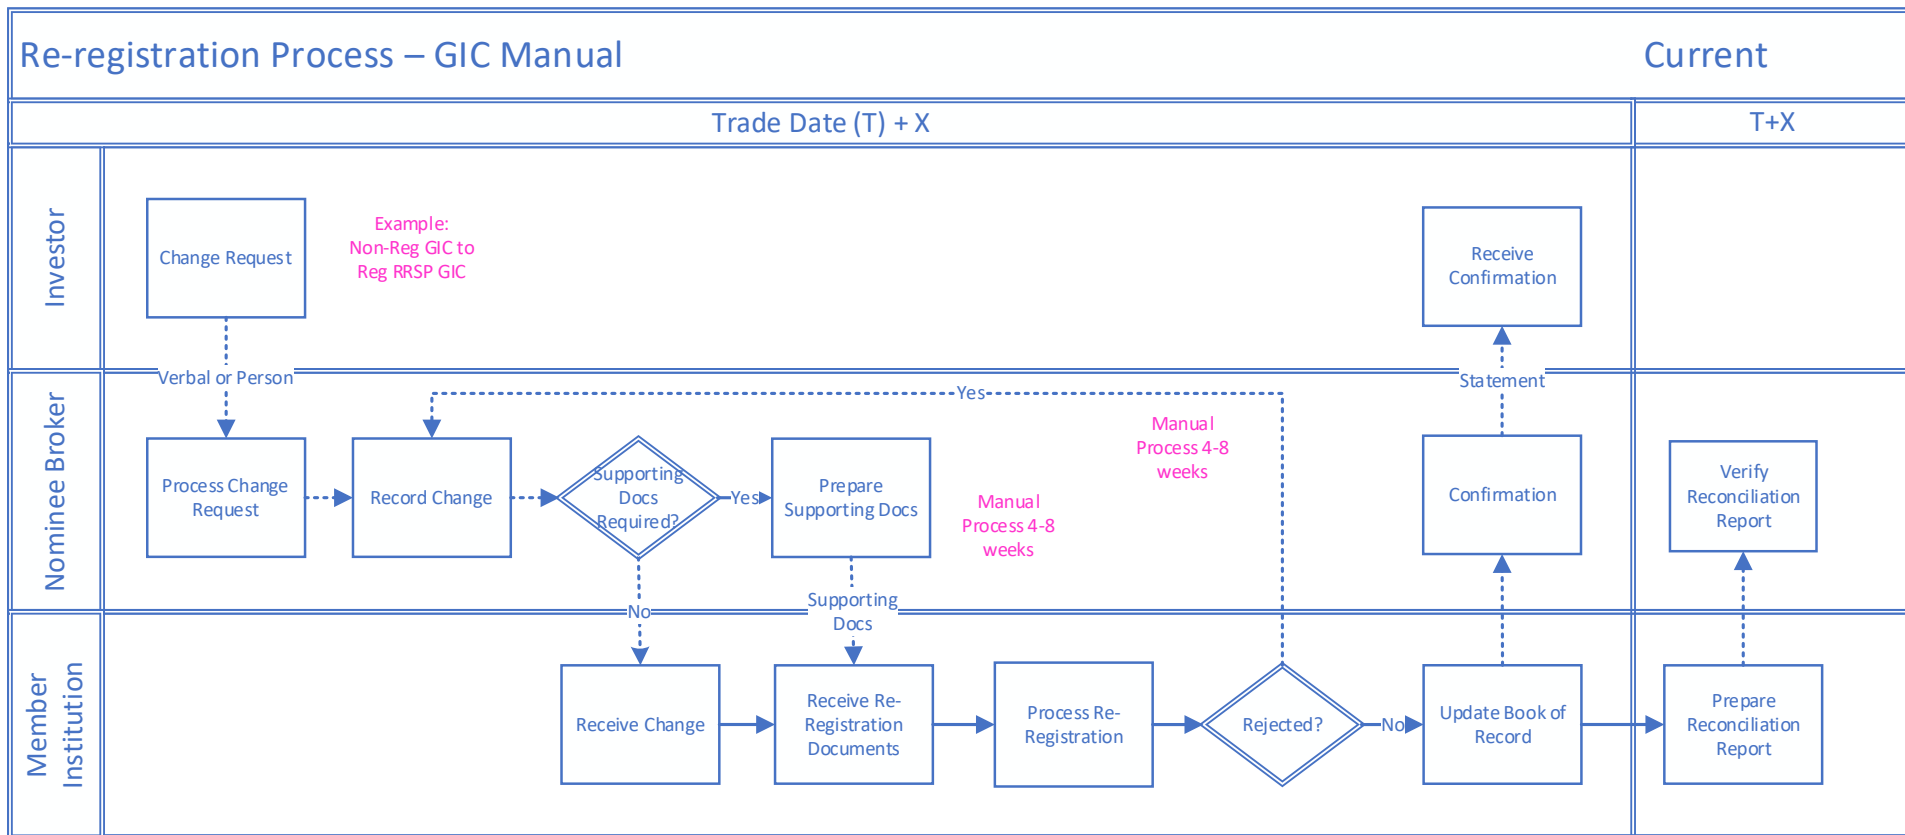 Re-registration Process – GIC Manual
Current
Trade Date (T) + X
T+X
Investor
Change Request
Example:
Non-Reg GIC to
Reg RRSP GIC
Receive
Confirmation
Verbal or Person
Statement
Nominee Broker
Yes
Process Change
Request
Record Change
Supporting
Docs
Required?
Yes
Prepare
Supporting Docs
Manual
Process 4-8
weeks
Manual
Process 4-8
weeks
Confirmation
Verify
Reconciliation
Report
No
Supporting
Docs
Member
Institution
Receive Change
Receive Re-
Registration
Documents
Process Re-
Registration
Rejected?
No
Update Book of
Record
Prepare
Reconciliation
Report